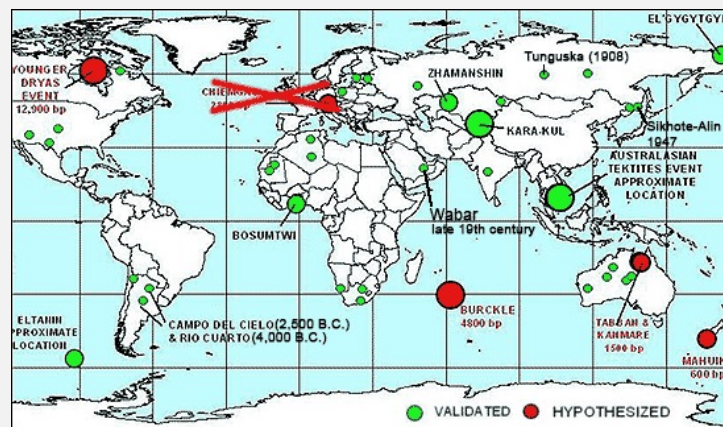 EL'GYGYTGYN
Tunguska (1908)
YOUNGER
DRYAS
EVENT
12,900 bp
ZHAMANSHIN
KARA-KUL
Sikhote-Alin
1947
AUSTRALASIAN
TEKTITES EVENT
APPROXIMATE
LOCATION
Wabar
late 19th century
BOSUMTWI
BURCKLE
4800 bp
ELTANIN
APPROXIMATE
LOCATION
CAMPO DEL CIELO(2,500 B.C.)
& RIO CUARTO(4,000 B.C.)
TABBAN &
KANMARE
1500 bp
MAHUIK
600 bp
VALIDATED
HYPOTHESIZED